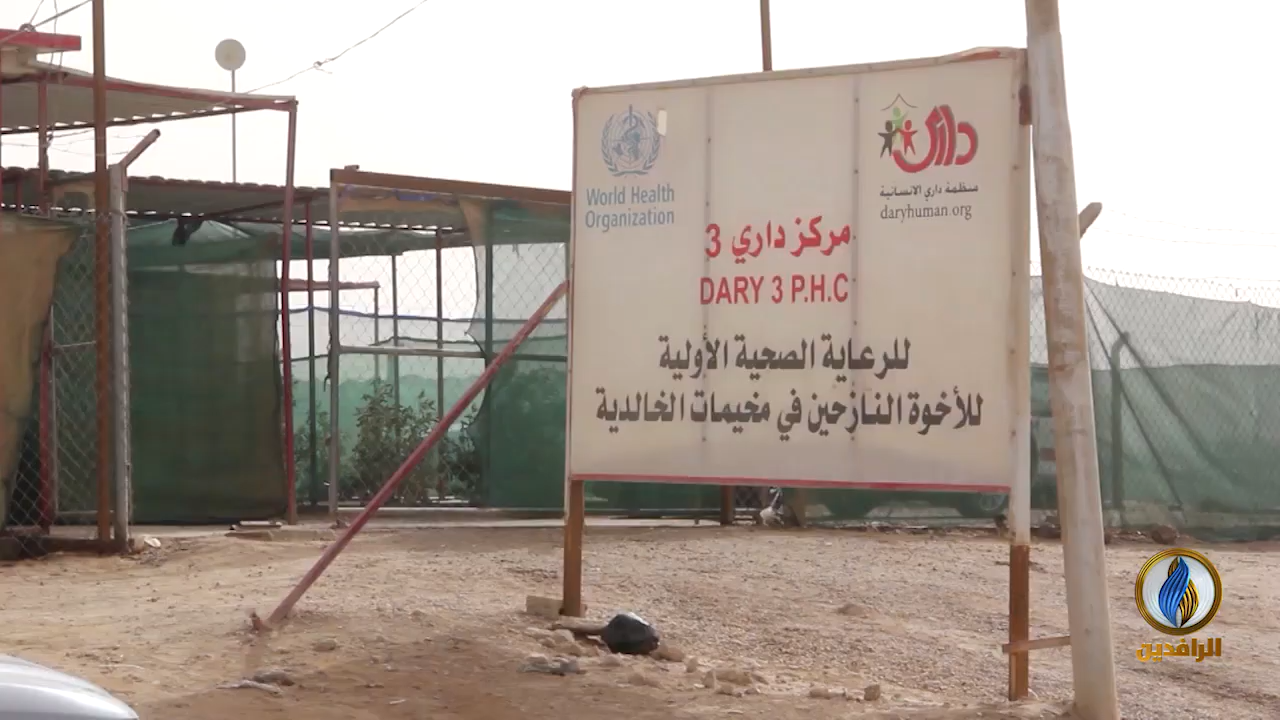 World Health
Organization
داري
منظمة داري الانسانية
daryhuman.org
مركز داري 3
DARY 3 P.H.C
للرعاية الصحية الأولية
للأخوة النازحين في مخيمات الخالدية
الرافدين